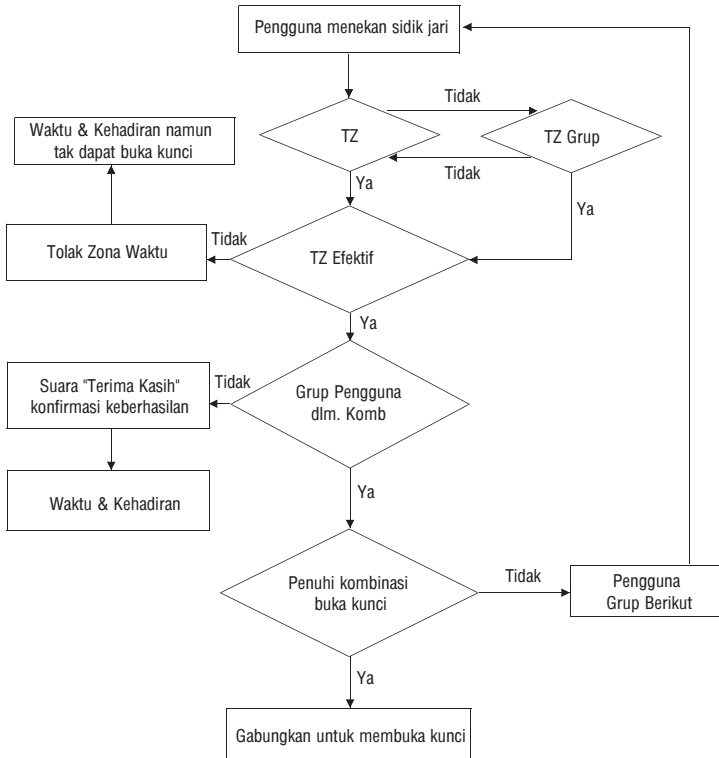 Pengguna menekan sidik jari
Tidak
TZ
TZ Grup
Tidak
Ya
Ya
Waktu & Kehadiran namun
tak dapat buka kunci
Tolak Zona Waktu
Tidak
TZ Efektif
Ya
Suara "Terima Kasih"
konfirmasi keberhasilan
Tidak
Grup Pengguna
dlm. Komb
Waktu & Kehadiran
Ya
Penuhi kombinasi
buka kunci
Tidak
Pengguna
Grup Berikut
Ya
Gabungkan untuk membuka kunci